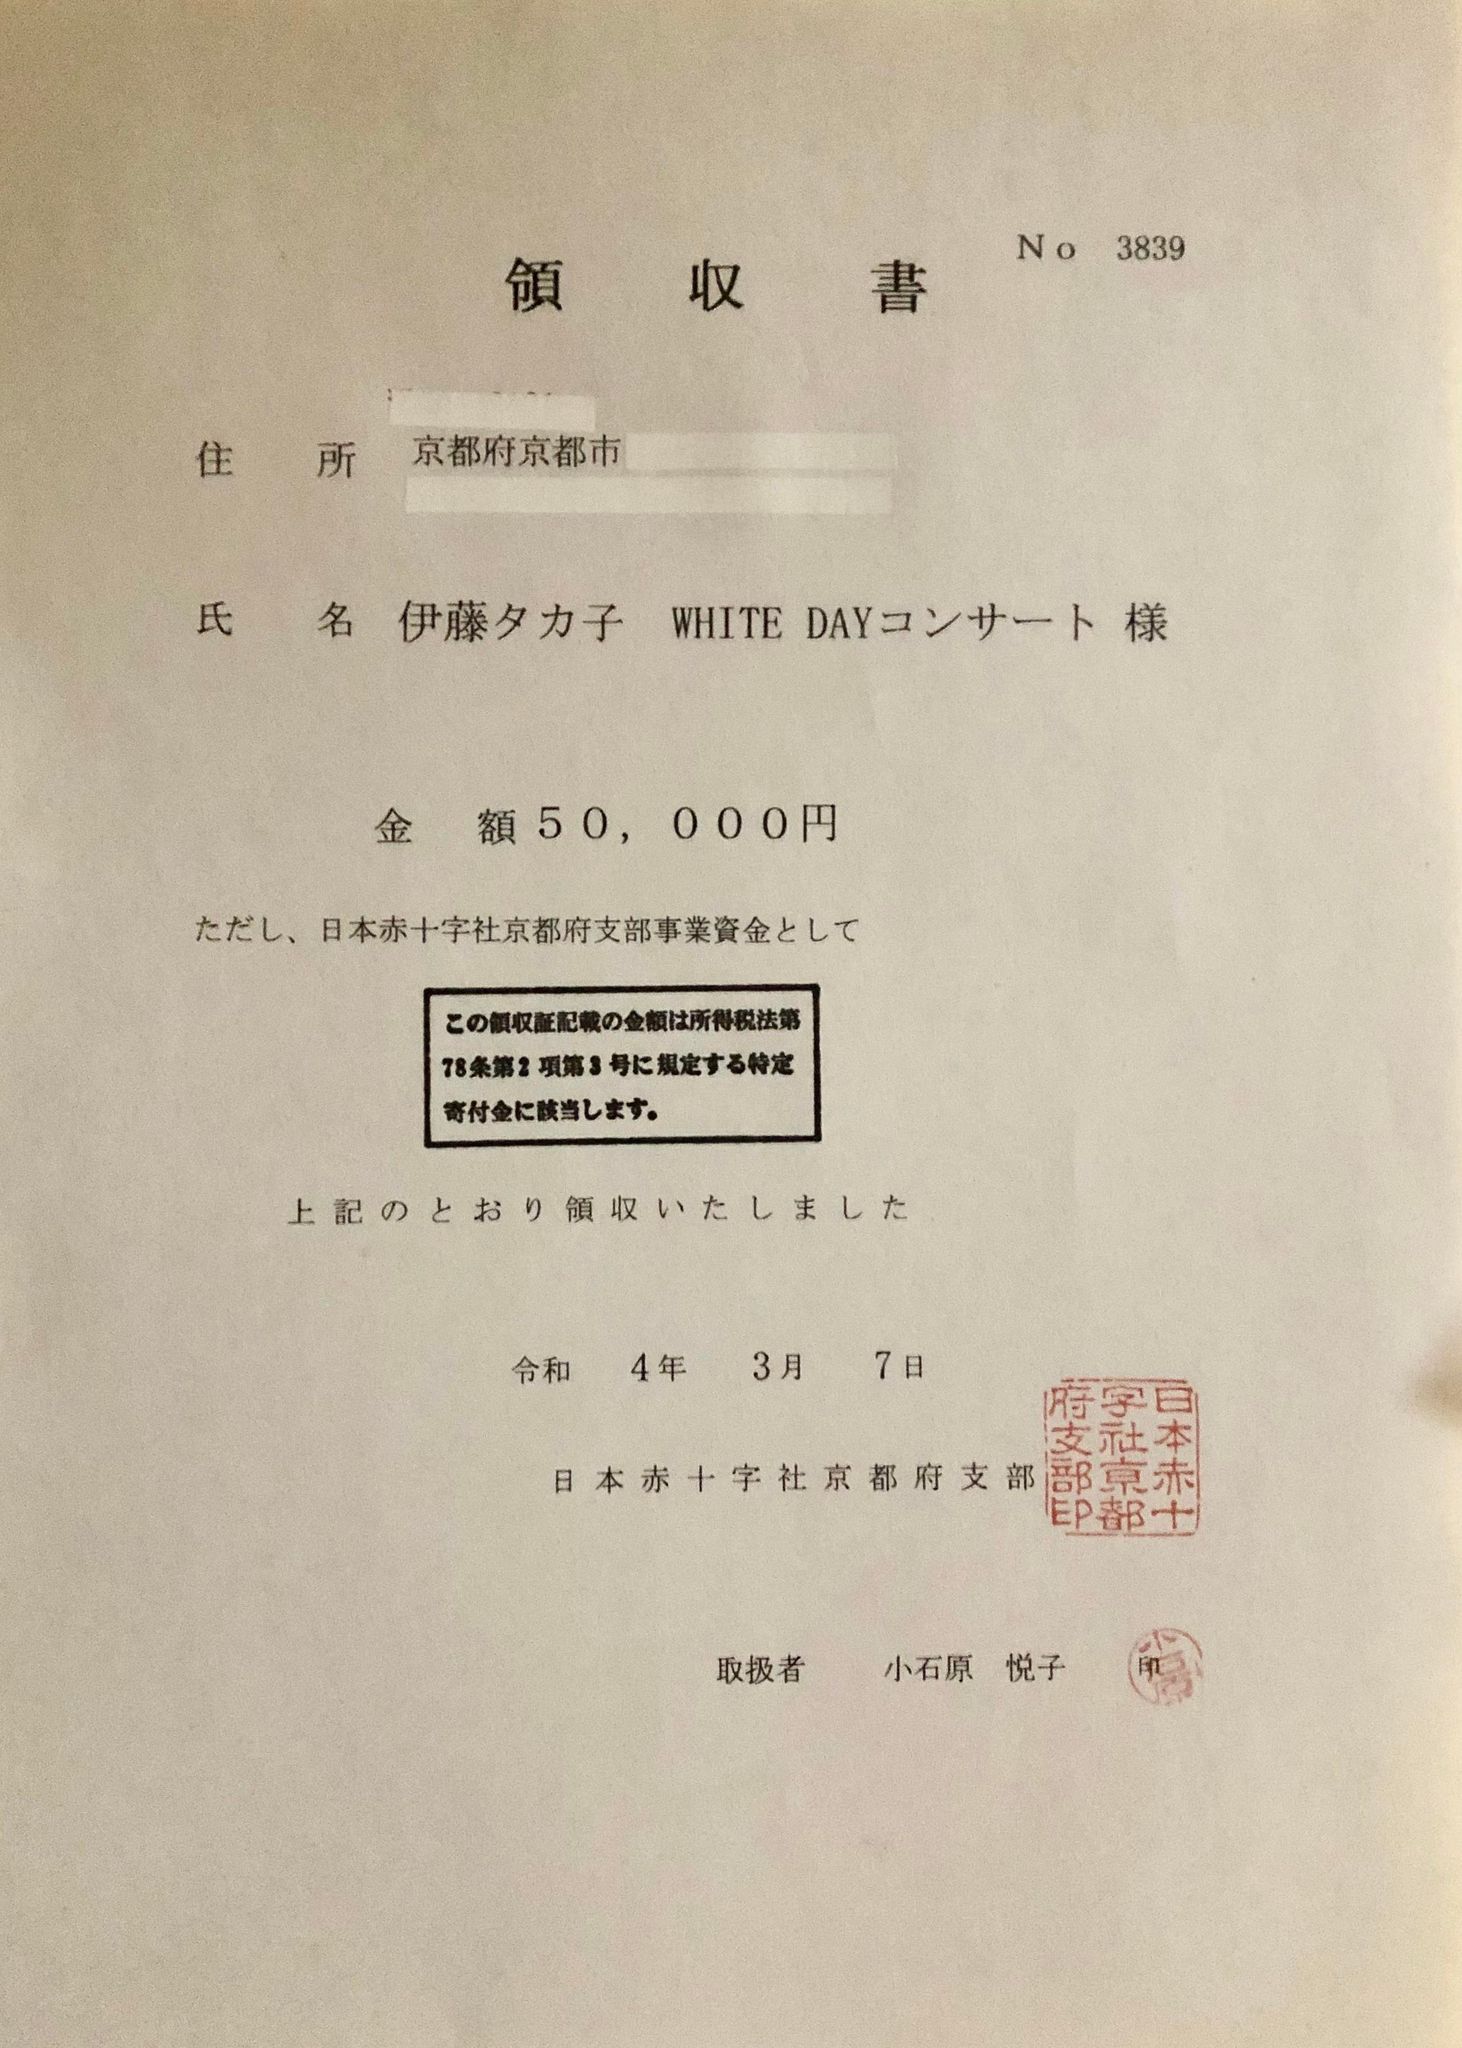 No 3839
領収書
住所 京都府京都市
氏名 伊藤タカ子 WHITE DAYコンサート 様
金額 50,000円
ただし、日本赤十字社京都府支部事業資金として
この領収証記載の金額は所得税法第
78条第2項第3号に規定する特定
寄付金に該当します。
上記のとおり領収いたしました
令和 4年 3月 7日
日本赤十字社京都府支部
日本赤十
字社京都
府支部印
取扱者 小石原 悦子 印